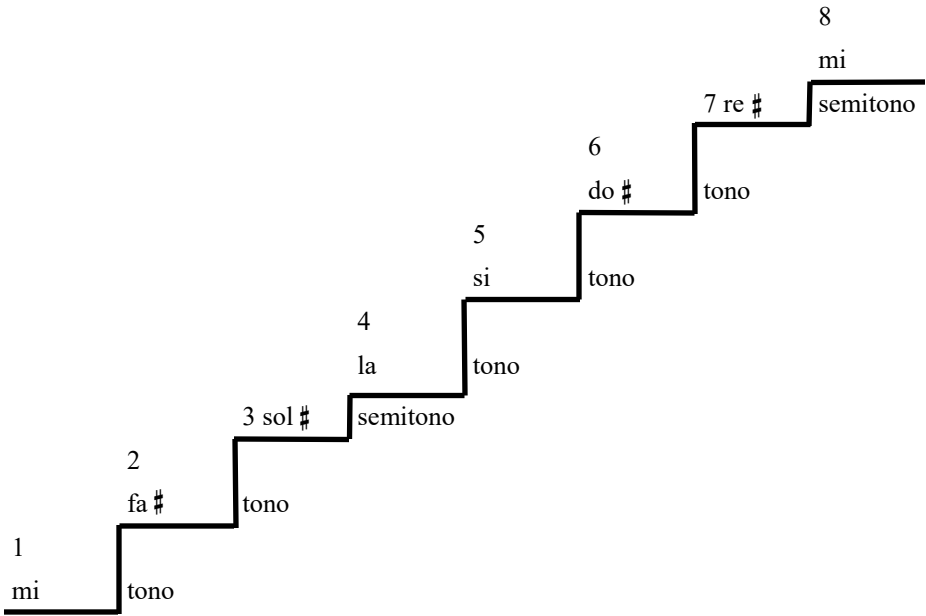 8
mi
7 re ♯
semitono
6
do ♯
tono
5
si
tono
4
la
tono
3 sol ♯
semitono
2
fa ♯
tono
1
mi
tono